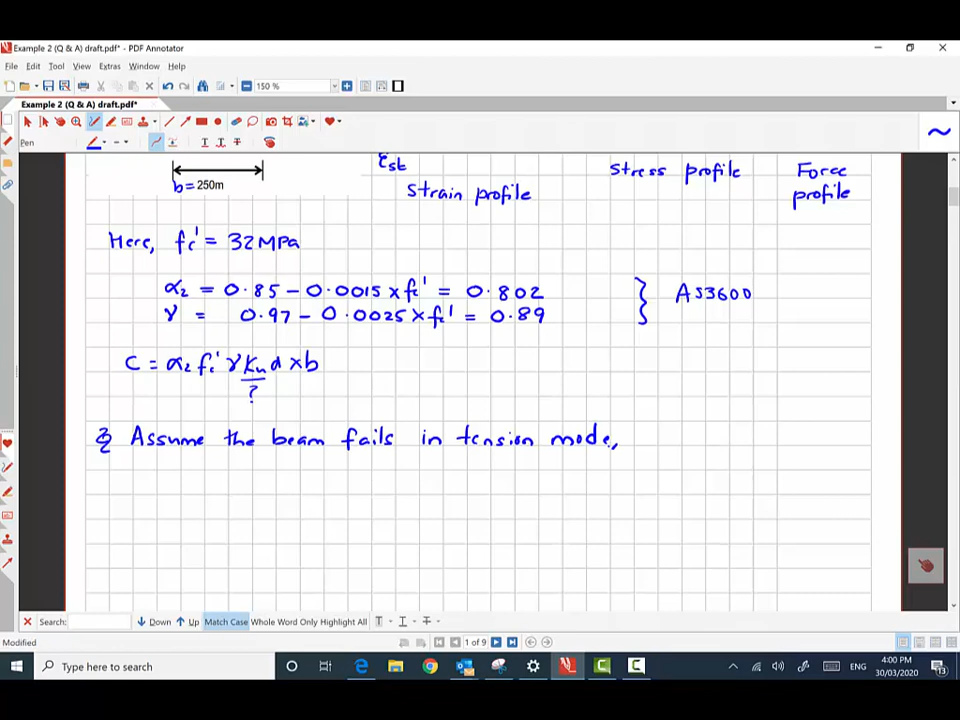 Example 2 (Q & A) draft.pdf* - PDF Annotator
File Edit Tool View Extras Window Help
150 %
Example 2 (Q & A) draft.pdf*
Pen
εst
Stress profile
Force
profile
b = 250m
Strain profile
Here, fc' = 32MPa
α2 = 0.85 - 0.0015 x fc' = 0.802
γ = 0.97 - 0.0025 x fc' = 0.89
} AS3600
C = α2 fc' γ Ku d x b
?
Assume the beam fails in tension mode,
Search: Down Up Match Case Whole Word Only Highlight All
Modified
1 of 9
Type here to search
ENG
4:00 PM
30/03/2020
13